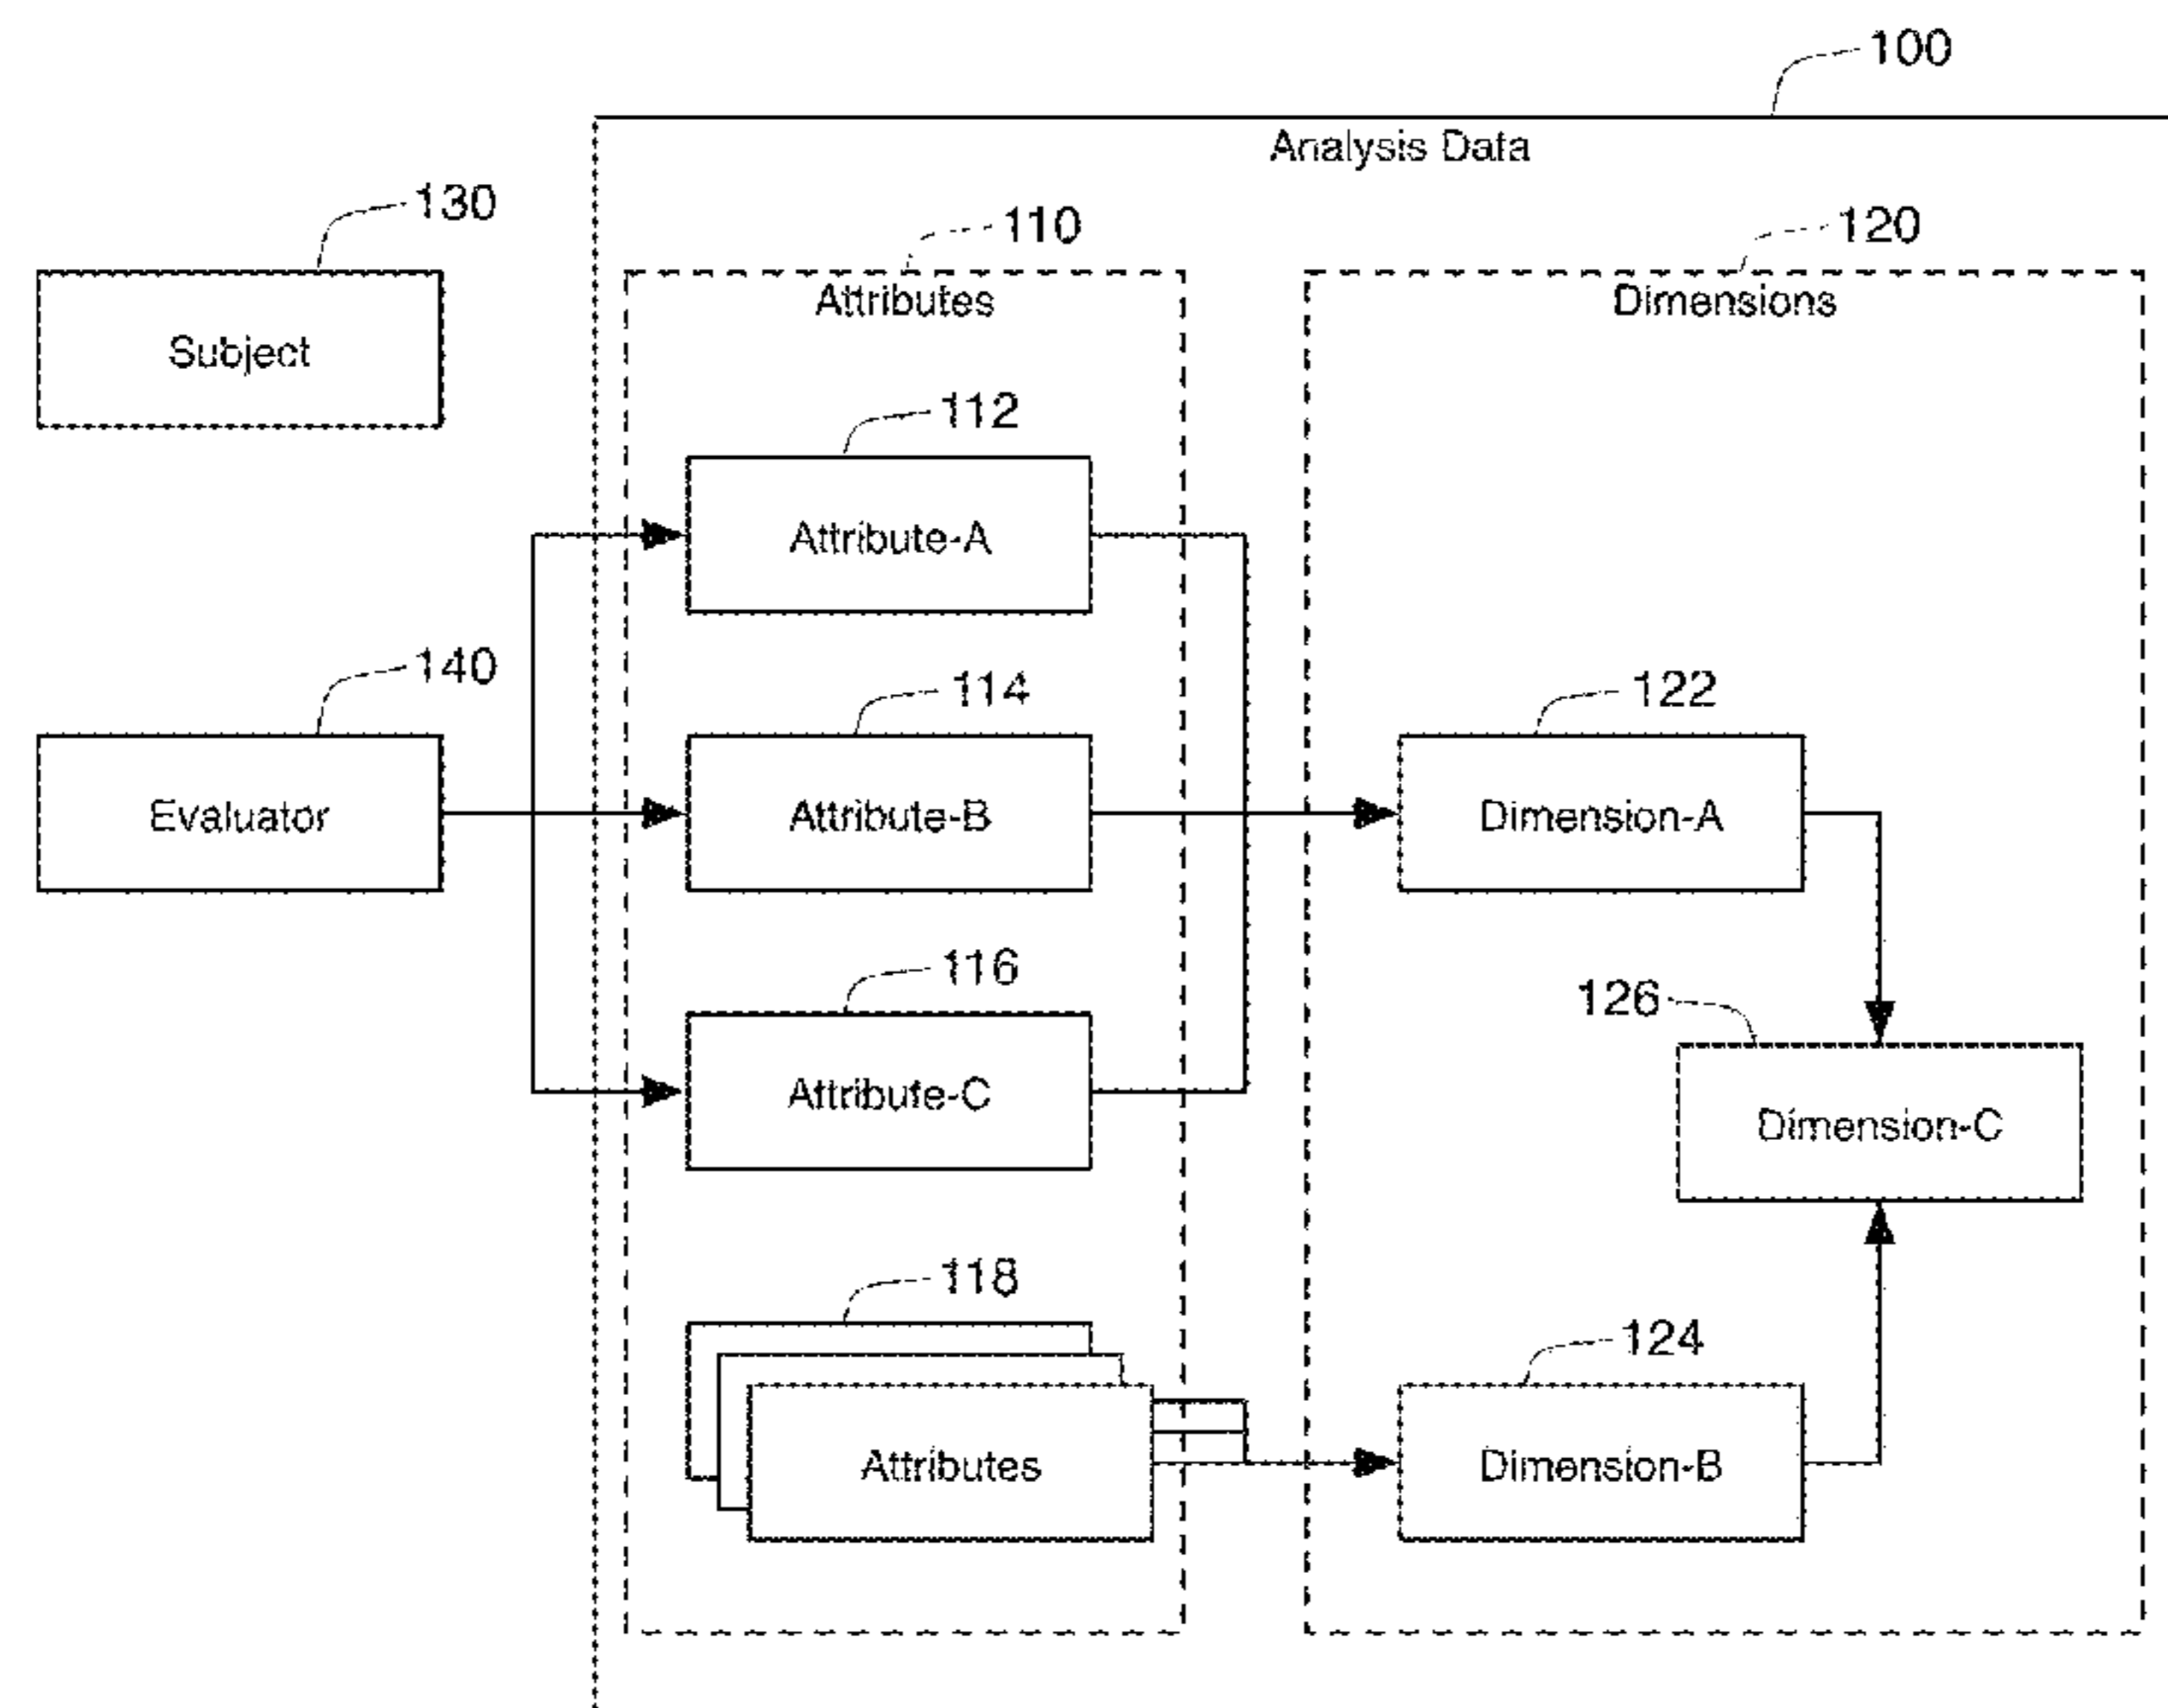 100
Analysis Data
130
110
120
Subject
Attributes
Dimensions
112
Attribute-A
140
114
122
Evaluator
Attribute-B
Dimension-A
116
126
Attribute-C
Dimension-C
118
124
Attributes
Dimension-B